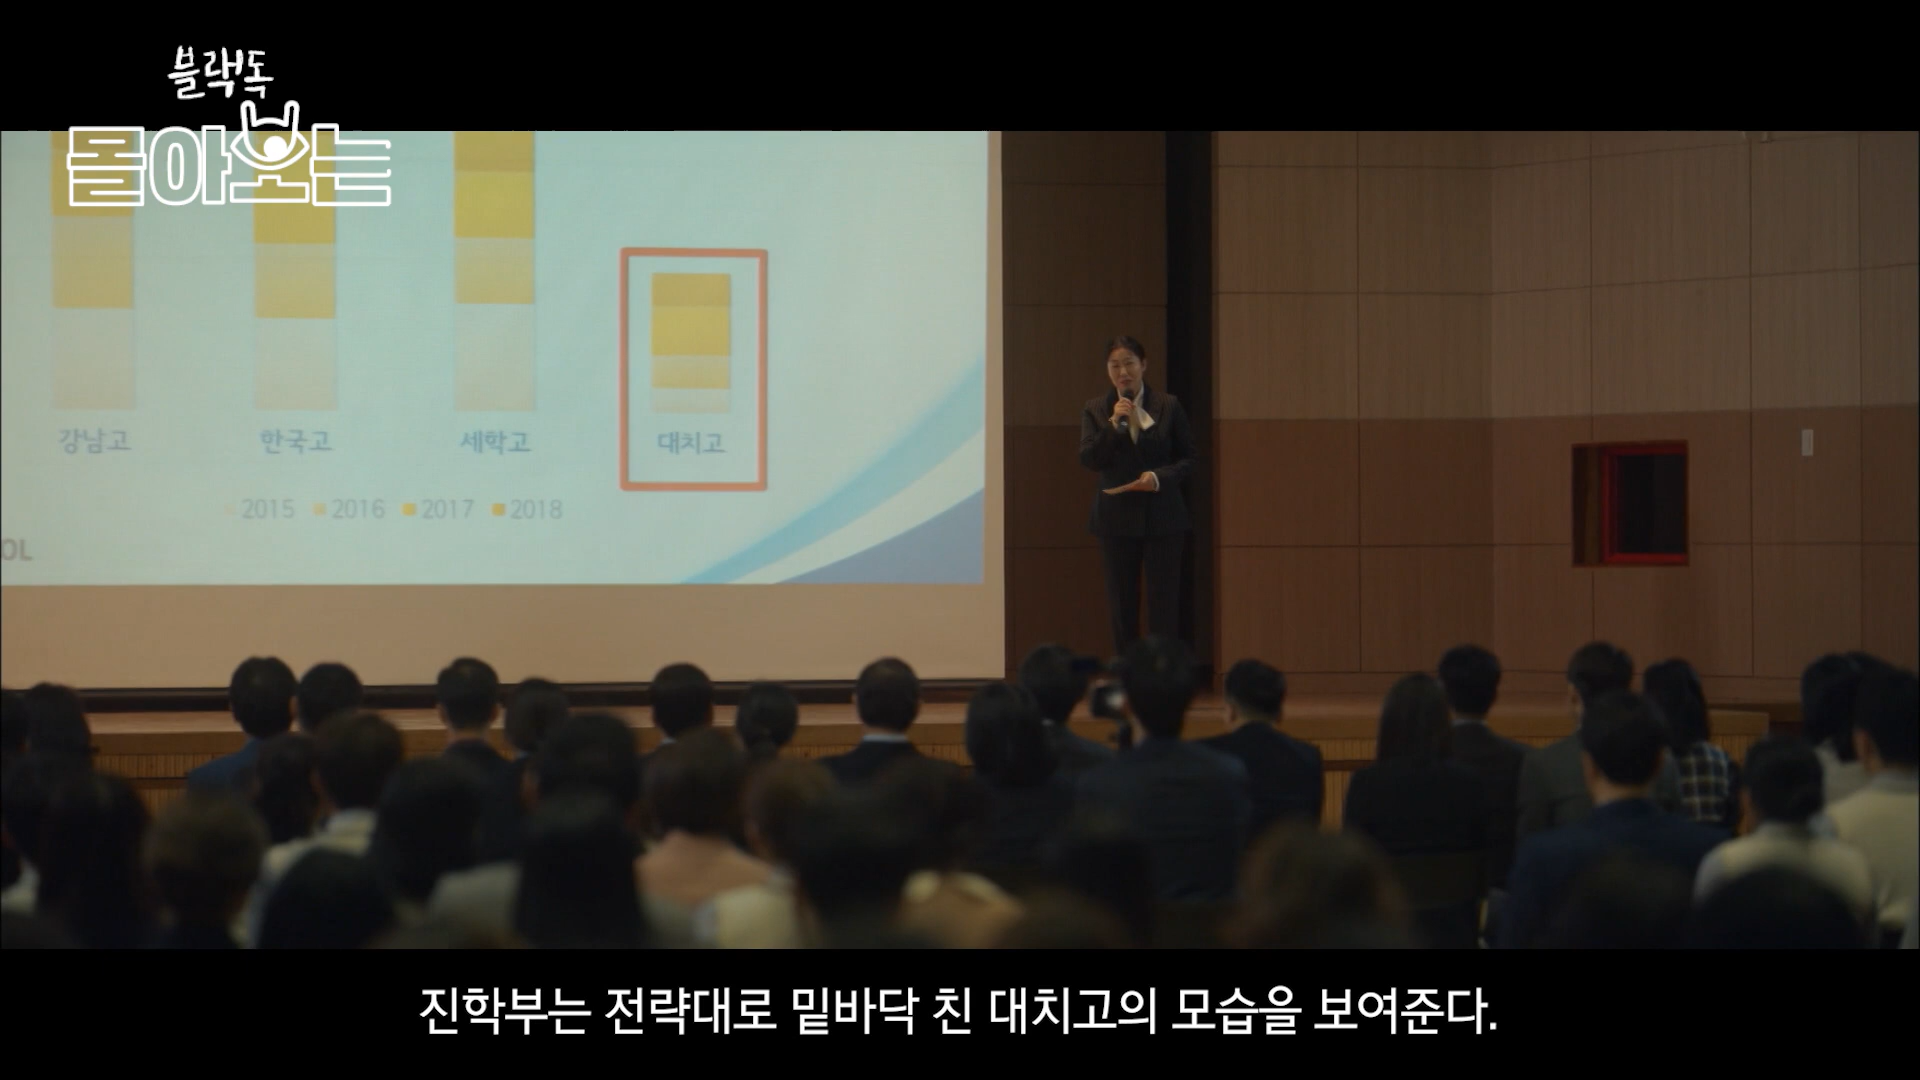 블랙독
몰아보는
강남고 한국고 세학고 대치고
2015 2016 2017 2018
OL
진학부는 전략대로 밑바닥 친 대치고의 모습을 보여준다.